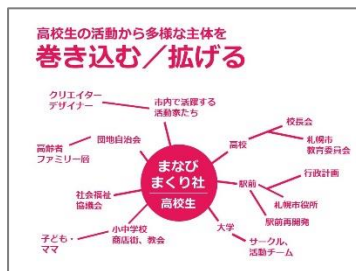 高校生の活動から多様な主体を
巻き込む／拡げる
クリエイター
デザイナー
市内で活躍する
活動家たち
団地自治会
高齢者
ファミリー層
社会福祉
協議会
小中学校
商店街、教会
子ども・
ママ
まなび
まくり社
高校生
高校
校長会
札幌市
教育委員会
駅前
行政計画
札幌市役所
駅前再開発
大学
サークル、
活動チーム